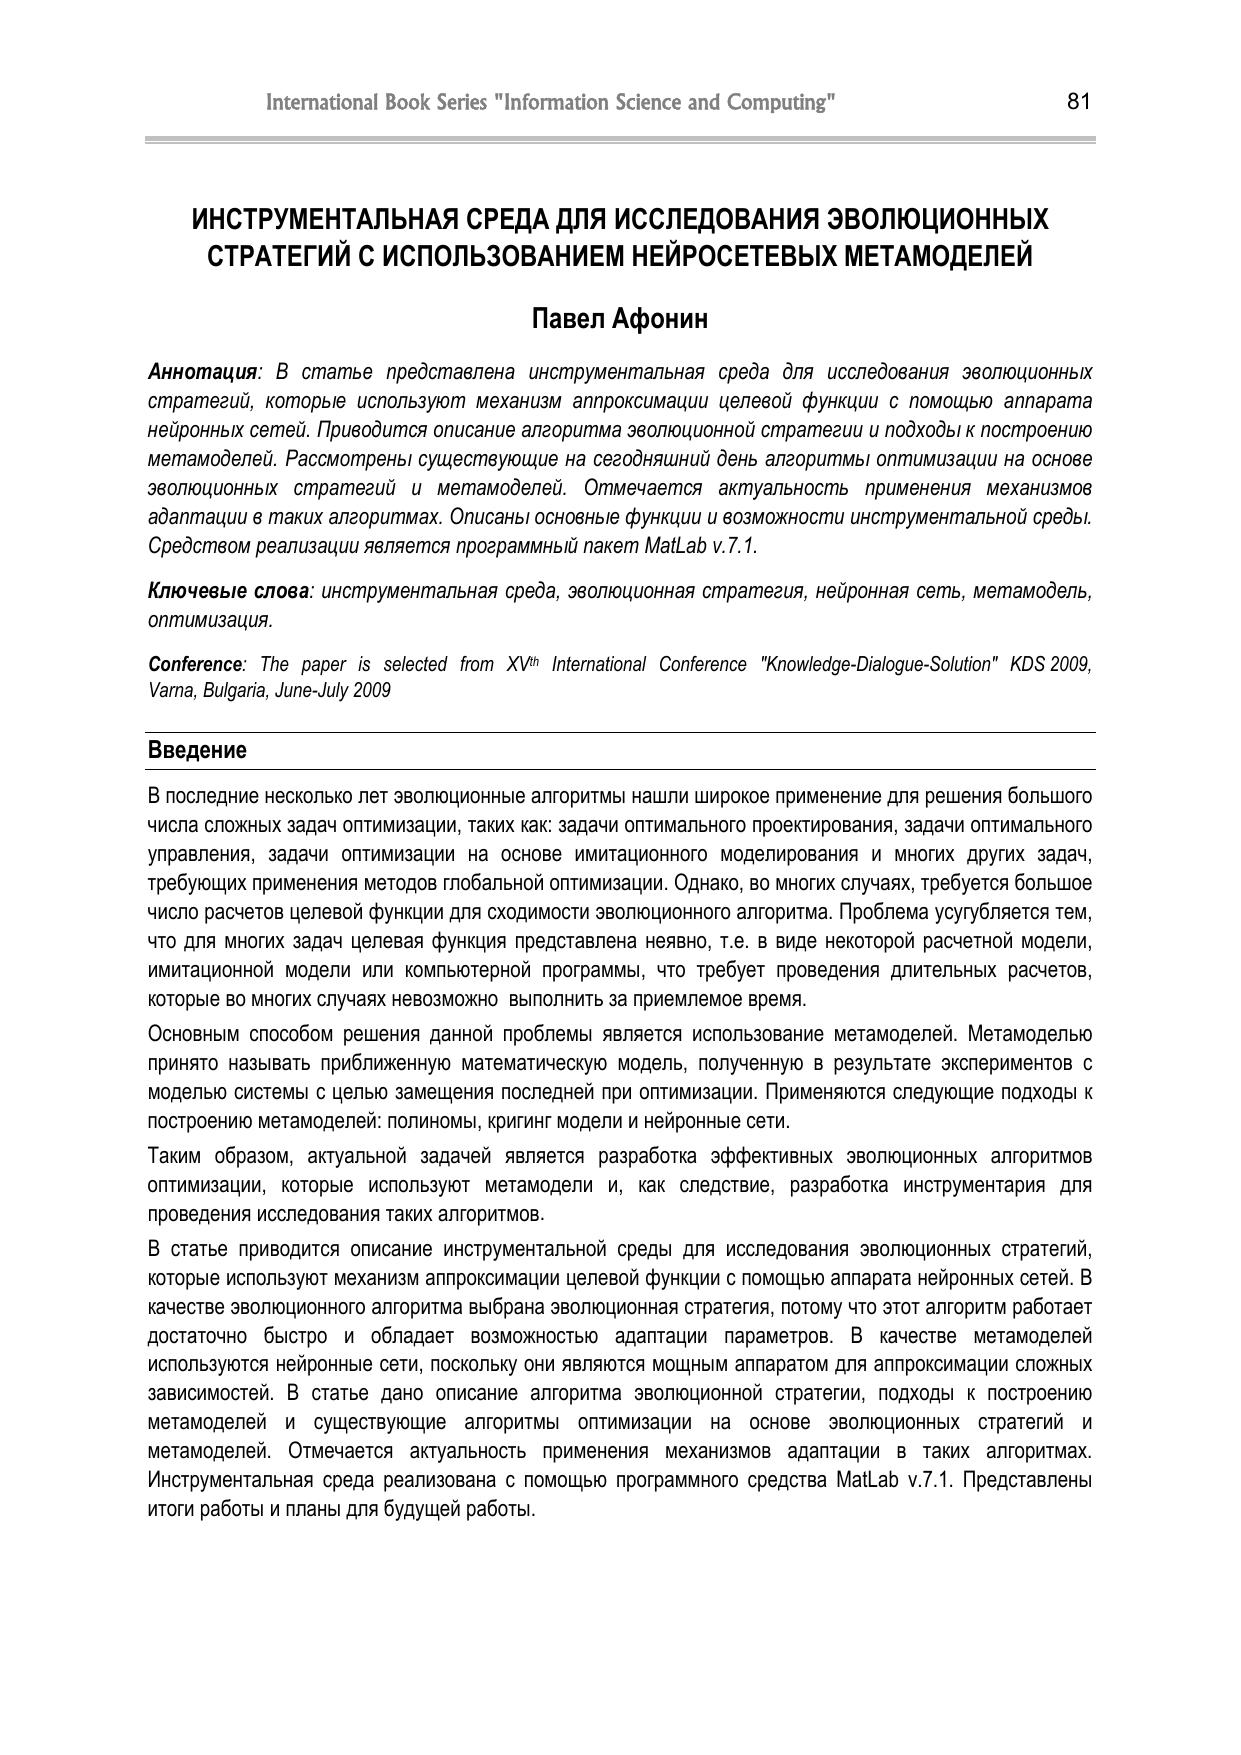 International Book Series "Information Science and Computing"
81
ИНСТРУМЕНТАЛЬНАЯ СРЕДА ДЛЯ ИССЛЕДОВАНИЯ ЭВОЛЮЦИОННЫХ
СТРАТЕГИЙ С ИСПОЛЬЗОВАНИЕМ НЕЙРОСЕТЕВЫХ МЕТАМОДЕЛЕЙ
Павел Афонин
Аннотация: В статье представлена инструментальная среда для исследования эволюционных
стратегий, которые используют механизм аппроксимации целевой функции с помощью аппарата
нейронных сетей. Приводится описание алгоритма эволюционной стратегии и подходы к построению
метамоделей. Рассмотрены существующие на сегодняшний день алгоритмы оптимизации на основе
эволюционных стратегий и метамоделей. Отмечается актуальность применения механизмов
адаптации в таких алгоритмах. Описаны основные функции и возможности инструментальной среды.
Средством реализации является программный пакет MatLab v.7.1.
Ключевые слова: инструментальная среда, эволюционная стратегия, нейронная сеть, метамодель,
оптимизация.
Conference: The paper is selected from XVth International Conference "Knowledge-Dialogue-Solution" KDS 2009,
Varna, Bulgaria, June-July 2009
Введение
В последние несколько лет эволюционные алгоритмы нашли широкое применение для решения большого
числа сложных задач оптимизации, таких как: задачи оптимального проектирования, задачи оптимального
управления, задачи оптимизации на основе имитационного моделирования и многих других задач,
требующих применения методов глобальной оптимизации. Однако, во многих случаях, требуется большое
число расчетов целевой функции для сходимости эволюционного алгоритма. Проблема усугубляется тем,
что для многих задач целевая функция представлена неявно, т.е. в виде некоторой расчетной модели,
имитационной модели или компьютерной программы, что требует проведения длительных расчетов,
которые во многих случаях невозможно выполнить за приемлемое время.
Основным способом решения данной проблемы является использование метамоделей. Метамоделью
принято называть приближенную математическую модель, полученную в результате экспериментов с
моделью системы с целью замещения последней при оптимизации. Применяются следующие подходы к
построению метамоделей: полиномы, кригинг модели и нейронные сети.
Таким образом, актуальной задачей является разработка эффективных эволюционных алгоритмов
оптимизации, которые используют метамодели и, как следствие, разработка инструментария для
проведения исследования таких алгоритмов.
В статье приводится описание инструментальной среды для исследования эволюционных стратегий,
которые используют механизм аппроксимации целевой функции с помощью аппарата нейронных сетей. В
качестве эволюционного алгоритма выбрана эволюционная стратегия, потому что этот алгоритм работает
достаточно быстро и обладает возможностью адаптации параметров. В качестве метамоделей
используются нейронные сети, поскольку они являются мощным аппаратом для аппроксимации сложных
зависимостей. В статье дано описание алгоритма эволюционной стратегии, подходы к построению
метамоделей и существующие алгоритмы оптимизации на основе эволюционных стратегий и
метамоделей. Отмечается актуальность применения механизмов адаптации в таких алгоритмах.
Инструментальная среда реализована с помощью программного средства MatLab v.7.1. Представлены
итоги работы и планы для будущей работы.